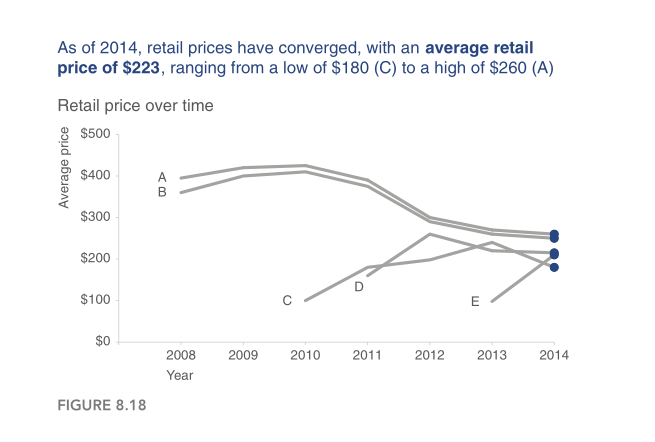 As of 2014, retail prices have converged, with an average retail
price of $223, ranging from a low of $180 (C) to a high of $260 (A)
Retail price over time
Average price
$500
$400
$300
$200
$100
$0
A
B
C
D
E
2008 2009 2010 2011 2012 2013 2014
Year
FIGURE 8.18